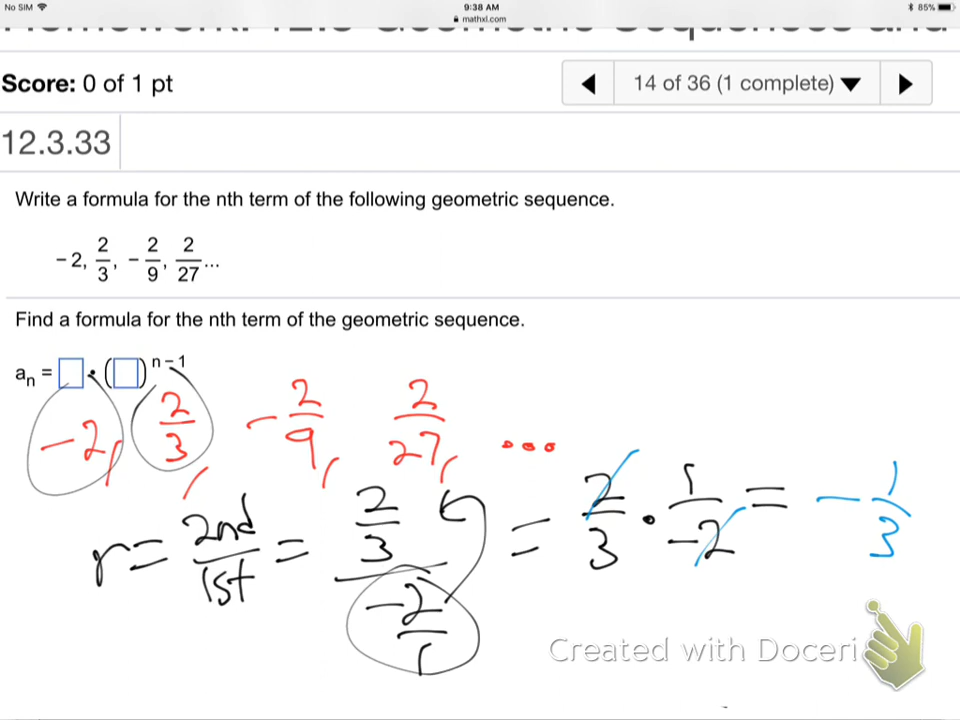 No SIM 9:38 AM 85%
mathxl.com
Score: 0 of 1 pt
14 of 36 (1 complete)
12.3.33
Write a formula for the nth term of the following geometric sequence.
-2, 2/3, -2/9, 2/27...
Find a formula for the nth term of the geometric sequence.
aₙ = □ • (□)ⁿ⁻¹
-2, 2/3, -2/9, 2/27, ...
r = 2nd/1st = (2/3)/(-2/1) = 2/3 • 1/-2 = -1/3
Created with Doceri